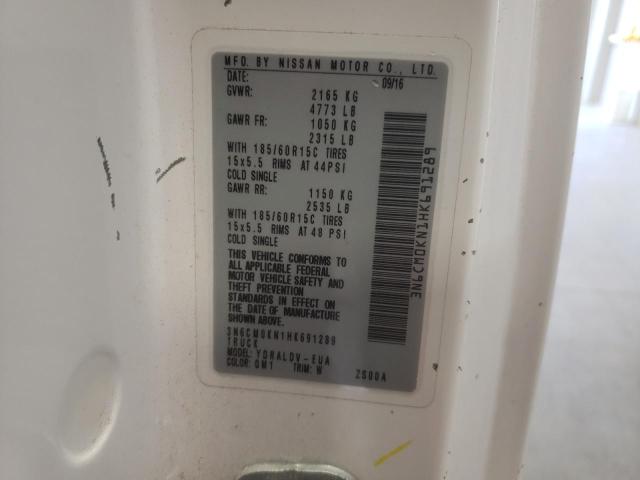 MFG. BY NISSAN MOTOR CO., LTD.
DATE: 09/16
GVWR: 2165 KG
4773 LB
GAWR FR: 1050 KG
2315 LB
WITH 185/60R15C TIRES
15x5.5 RIMS AT 44PSI
COLD SINGLE
GAWR RR: 1150 KG
2535 LB
WITH 185/60R15C TIRES
15x5.5 RIMS AT 48 PSI
COLD SINGLE
THIS VEHICLE CONFORMS TO
ALL APPLICABLE FEDERAL
MOTOR VEHICLE SAFETY AND
THEFT PREVENTION
STANDARDS IN EFFECT ON
THE DATE OF MANUFACTURE
SHOWN ABOVE.
3N6CM0KN1HK691289
TRUCK
MODEL: YDRALDV-EUA
COLOR: QM1 TRIM: W ZS00A
3N6CM0KN1HK691289